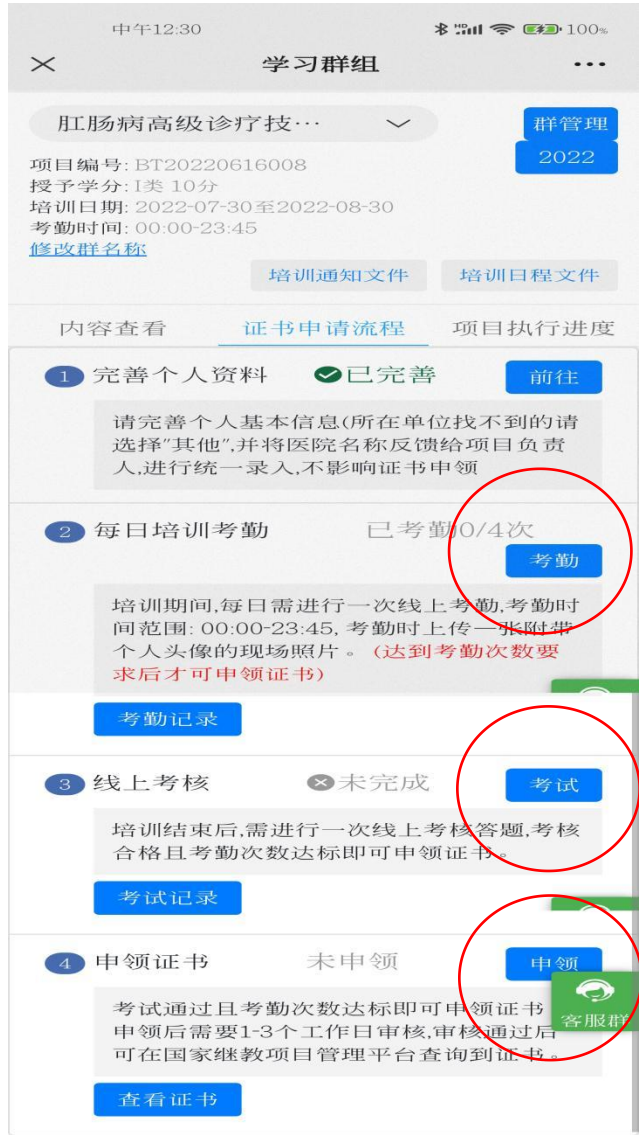 中午12:30
100%
学习群组
肛肠病高级诊疗技…
群管理
2022
项目编号: BT20220616008
授予学分: I类 10分
培训日期: 2022-07-30至2022-08-30
考勤时间: 00:00-23:45
修改群名称
培训通知文件 培训日程文件
内容查看 证书申请流程 项目执行进度
1 完善个人资料 已完善 前往
请完善个人基本信息(所在单位找不到的请
选择"其他",并将医院名称反馈给项目负责
人,进行统一录入,不影响证书申领
2 每日培训考勤 已考勤0/4次
考勤
培训期间,每日需进行一次线上考勤,考勤时
间范围: 00:00-23:45, 考勤时上传一张附带
个人头像的现场照片。 (达到考勤次数要
求后才可申领证书)
考勤记录
3 线上考核 未完成 考试
培训结束后,需进行一次线上考核答题,考核
合格且考勤次数达标即可申领证书。
考试记录
4 申领证书 未申领 申领
考试通过且考勤次数达标即可申领证书
申领后需要1-3个工作日审核,审核通过后
可在国家继教项目管理平台查询到证书。
客服群
查看证书